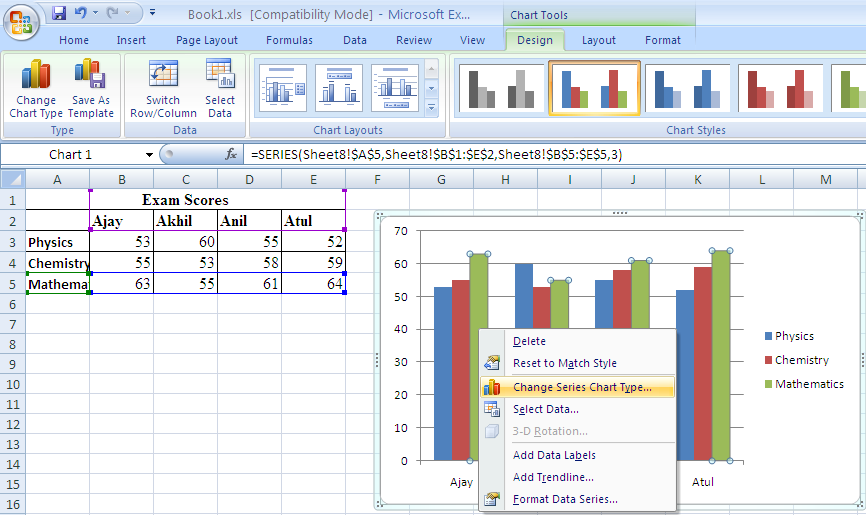 Book1.xls [Compatibility Mode] - Microsoft Ex...
Chart Tools
Home Insert Page Layout Formulas Data Review View Design Layout Format
Change Chart Type
Save As Template
Switch Row/Column
Select Data
Type Data Chart Layouts Chart Styles
Chart 1 fx =SERIES(Sheet8!$A$5,Sheet8!$B$1:$E$2,Sheet8!$B$5:$E$5,3)
A B C D E F G H I J K L M
1 Exam Scores
2 Ajay Akhil Anil Atul
3 Physics 53 60 55 52
4 Chemistry 55 53 58 59
5 Mathema 63 55 61 64
6
7
8
9
10
11
12
13
14
15
16
70
60
50
40
30
20
10
0
Ajay Atul
Physics
Chemistry
Mathematics
Delete
Reset to Match Style
Change Series Chart Type...
Select Data...
3-D Rotation...
Add Data Labels
Add Trendline...
Format Data Series...